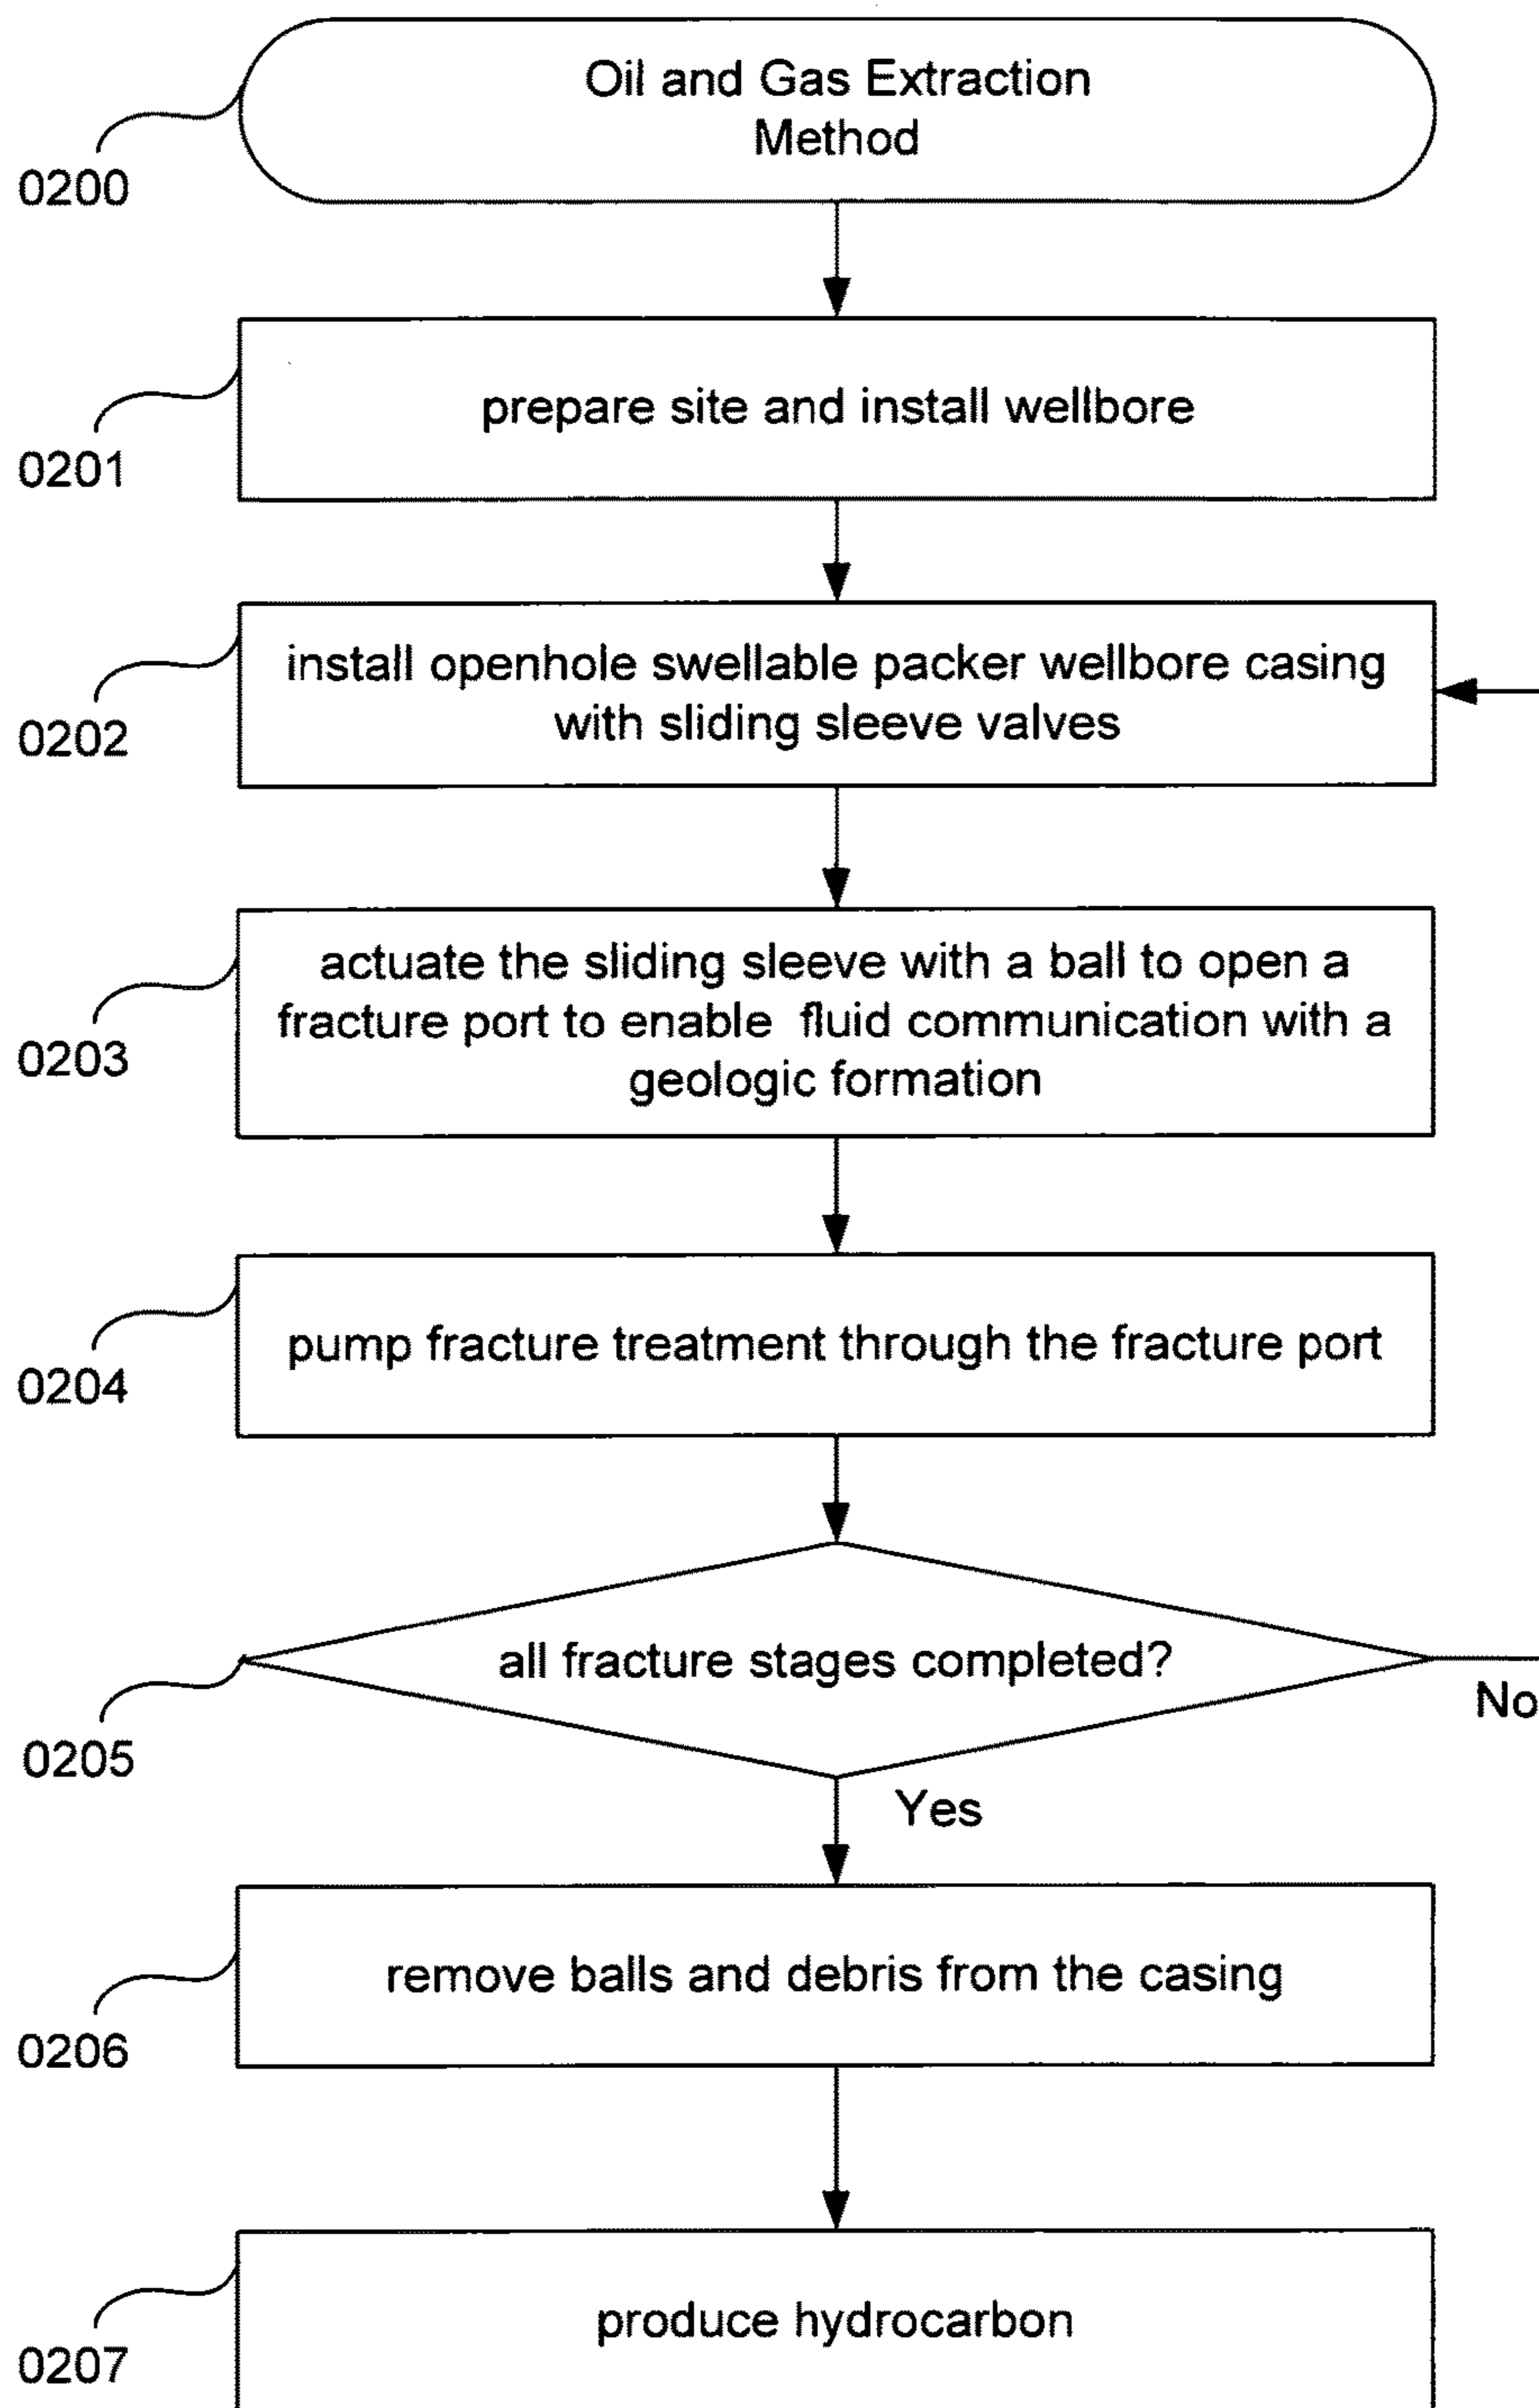 Oil and Gas Extraction
Method
0200
prepare site and install wellbore
0201
install openhole swellable packer wellbore casing
with sliding sleeve valves
0202
actuate the sliding sleeve with a ball to open a
fracture port to enable fluid communication with a
geologic formation
0203
pump fracture treatment through the fracture port
0204
all fracture stages completed?
No
0205
Yes
remove balls and debris from the casing
0206
produce hydrocarbon
0207